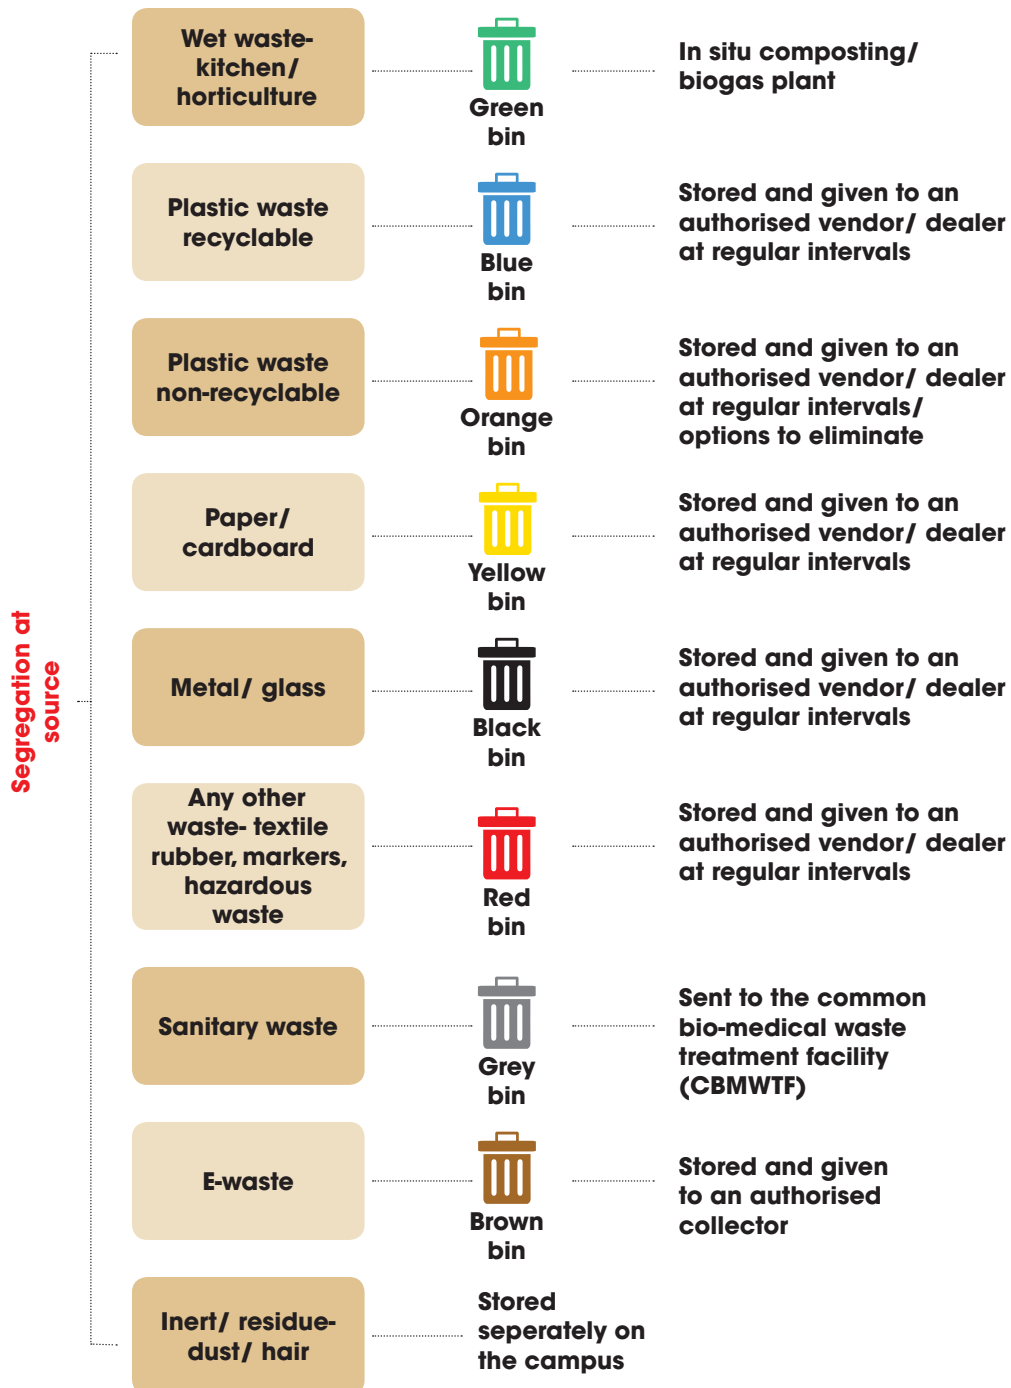 Segregation at
source
Wet waste-
kitchen/
horticulture
Green
bin
In situ composting/
biogas plant
Plastic waste
recyclable
Blue
bin
Stored and given to an
authorised vendor/ dealer
at regular intervals
Plastic waste
non-recyclable
Orange
bin
Stored and given to an
authorised vendor/ dealer
at regular intervals/
options to eliminate
Paper/
cardboard
Yellow
bin
Stored and given to an
authorised vendor/ dealer
at regular intervals
Metal/ glass
Black
bin
Stored and given to an
authorised vendor/ dealer
at regular intervals
Any other
waste- textile
rubber, markers,
hazardous
waste
Red
bin
Stored and given to an
authorised vendor/ dealer
at regular intervals
Sanitary waste
Grey
bin
Sent to the common
bio-medical waste
treatment facility
(CBMWTF)
E-waste
Brown
bin
Stored and given
to an authorised
collector
Inert/ residue-
dust/ hair
Stored
seperately on
the campus